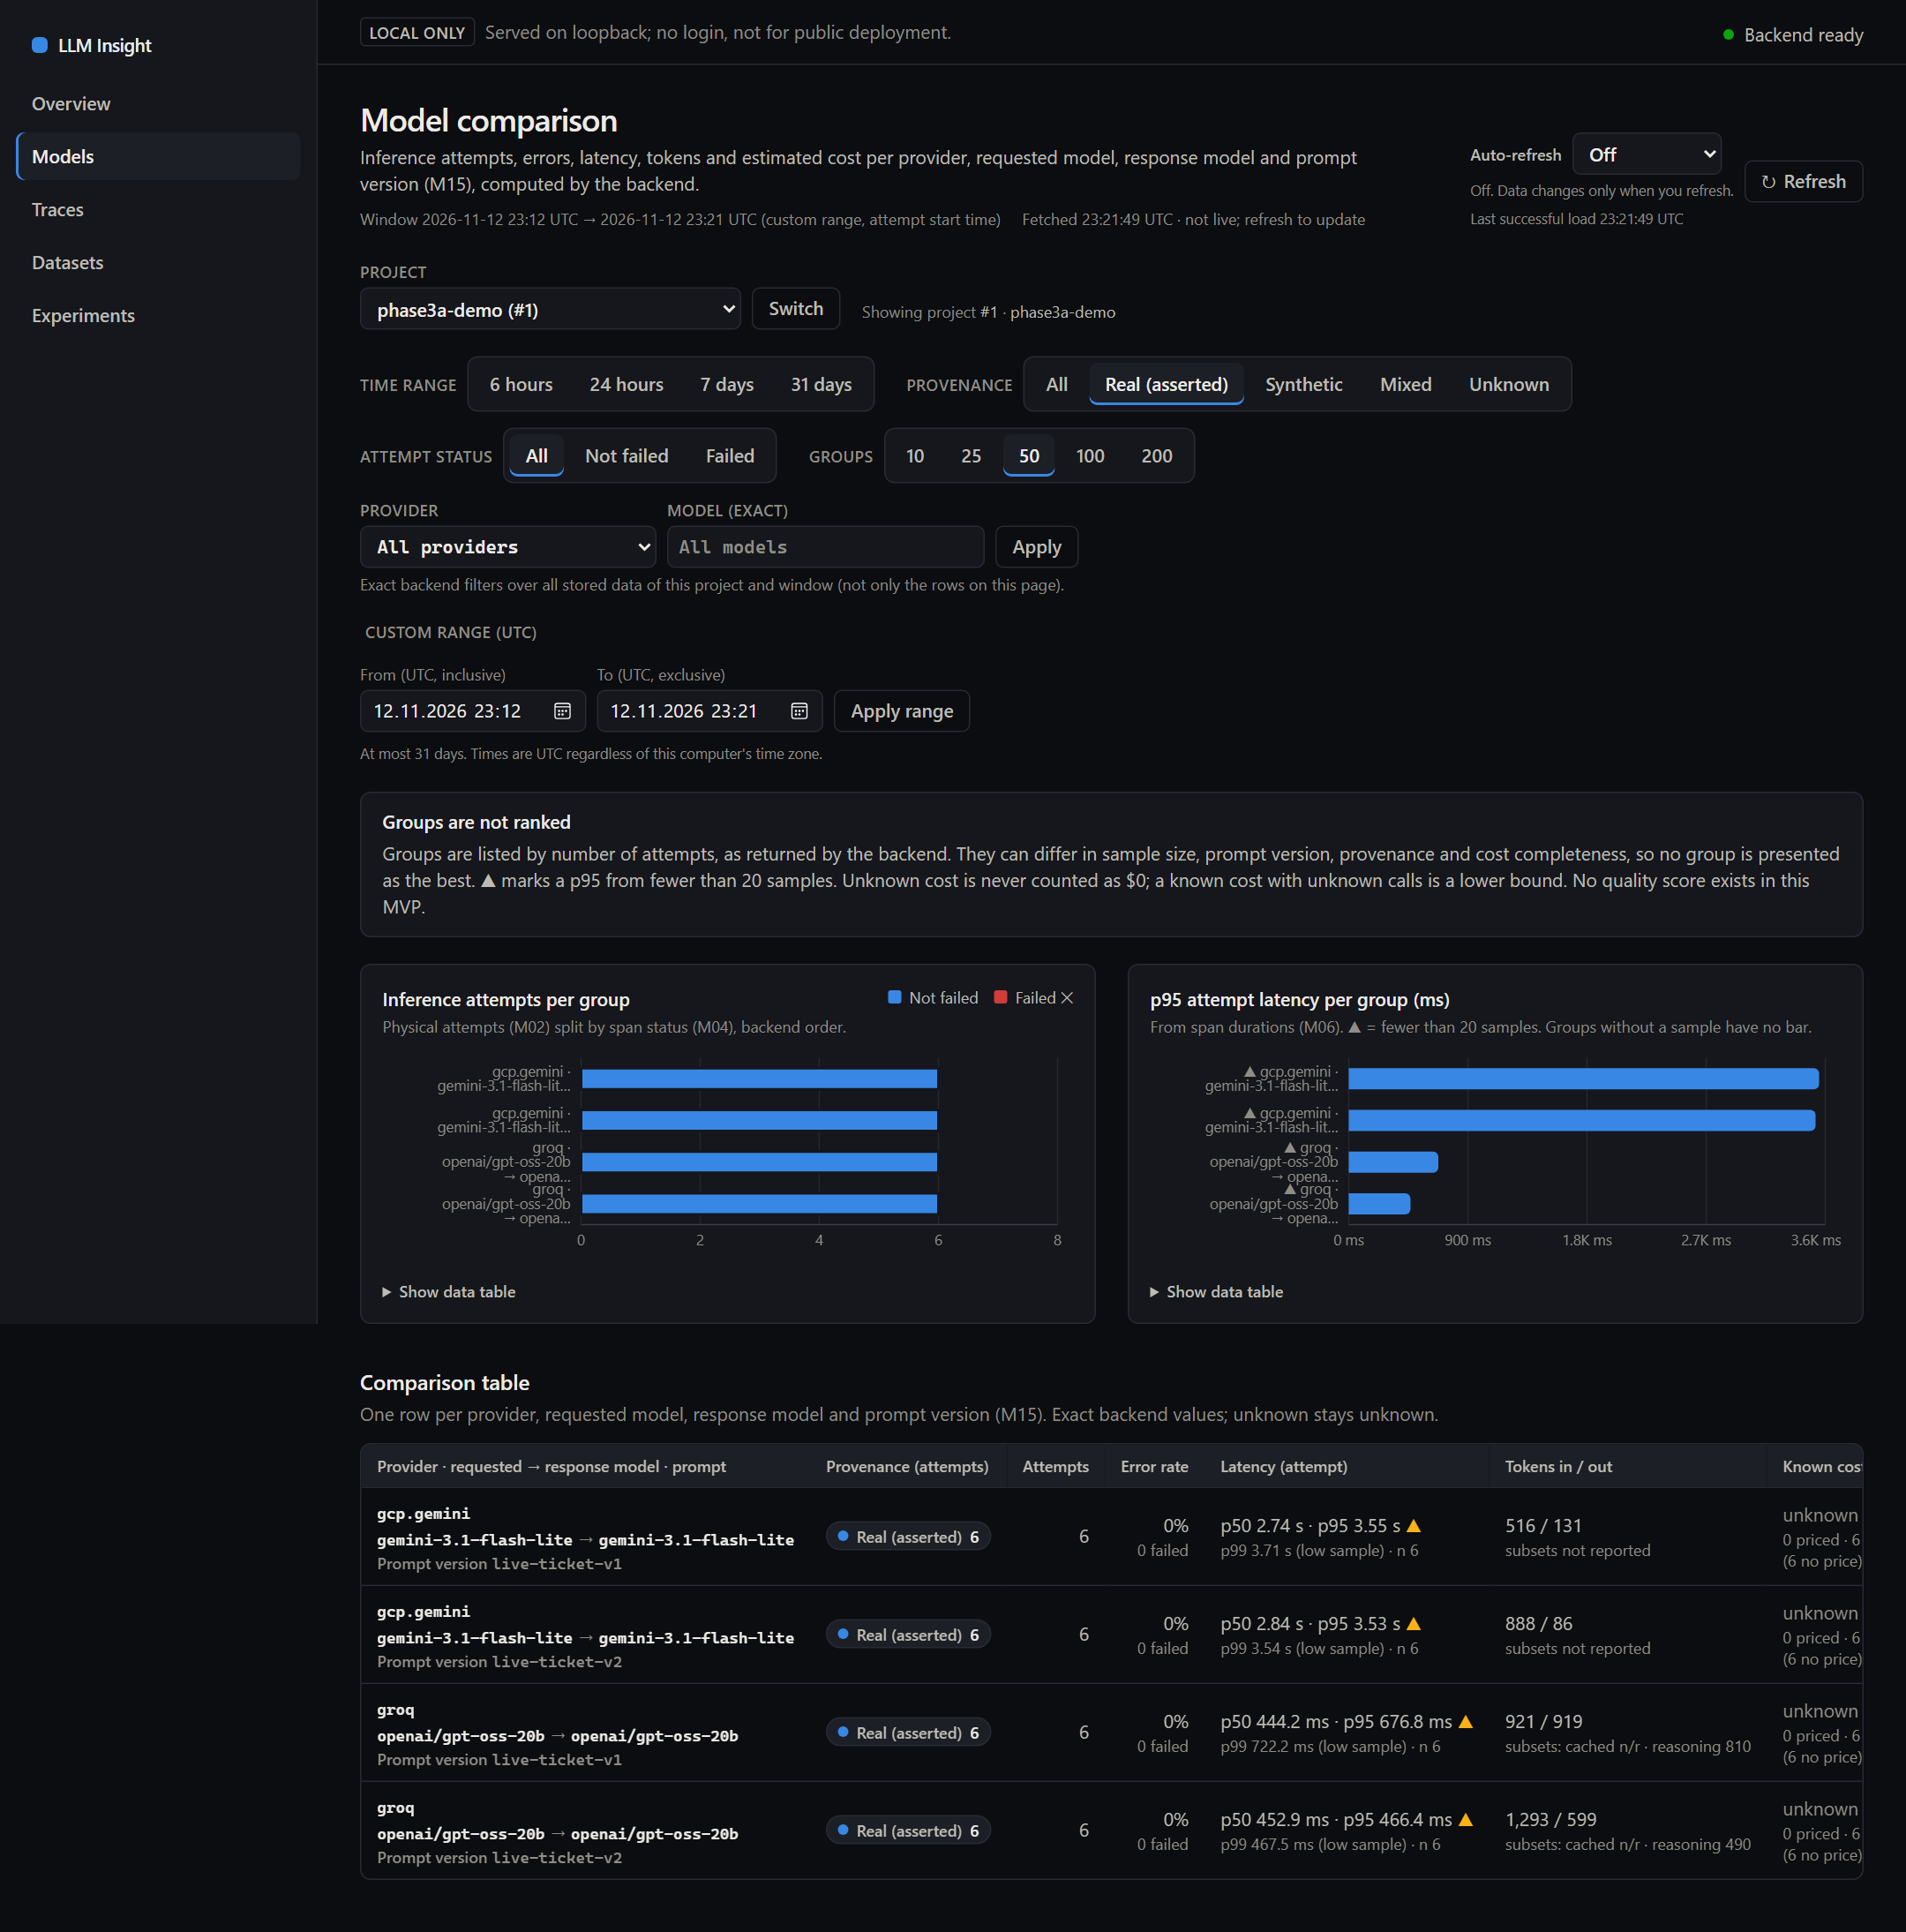 LLM Insight
Overview
Models
Traces
Datasets
Experiments
LOCAL ONLY Served on loopback; no login, not for public deployment.
Backend ready
Model comparison
Inference attempts, errors, latency, tokens and estimated cost per provider, requested model, response model and prompt
version (M15), computed by the backend.
Window 2026-11-12 23:12 UTC → 2026-11-12 23:21 UTC (custom range, attempt start time) Fetched 23:21:49 UTC · not live; refresh to update
Auto-refresh Off
Off. Data changes only when you refresh.
Last successful load 23:21:49 UTC
↻ Refresh
PROJECT
phase3a-demo (#1) Switch Showing project #1 · phase3a-demo
TIME RANGE 6 hours 24 hours 7 days 31 days PROVENANCE All Real (asserted) Synthetic Mixed Unknown
ATTEMPT STATUS All Not failed Failed GROUPS 10 25 50 100 200
PROVIDER MODEL (EXACT)
All providers All models Apply
Exact backend filters over all stored data of this project and window (not only the rows on this page).
CUSTOM RANGE (UTC)
From (UTC, inclusive) To (UTC, exclusive)
12.11.2026 23:12 12.11.2026 23:21 Apply range
At most 31 days. Times are UTC regardless of this computer's time zone.
Groups are not ranked
Groups are listed by number of attempts, as returned by the backend. They can differ in sample size, prompt version, provenance and cost completeness, so no group is presented
as the best. ▲ marks a p95 from fewer than 20 samples. Unknown cost is never counted as $0; a known cost with unknown calls is a lower bound. No quality score exists in this
MVP.
Inference attempts per group
Not failed Failed ×
Physical attempts (M02) split by span status (M04), backend order.
gcp.gemini ·
gemini-3.1-flash-lit...
gcp.gemini ·
gemini-3.1-flash-lit...
groq ·
openai/gpt-oss-20b
→ opena...
groq ·
openai/gpt-oss-20b
→ opena...
0 2 4 6 8
▶ Show data table
p95 attempt latency per group (ms)
From span durations (M06). ▲ = fewer than 20 samples. Groups without a sample have no bar.
▲ gcp.gemini ·
gemini-3.1-flash-lit...
▲ gcp.gemini ·
gemini-3.1-flash-lit...
▲ groq ·
openai/gpt-oss-20b
→ opena...
▲ groq ·
openai/gpt-oss-20b
→ opena...
0 ms 900 ms 1.8K ms 2.7K ms 3.6K ms
▶ Show data table
Comparison table
One row per provider, requested model, response model and prompt version (M15). Exact backend values; unknown stays unknown.
Provider · requested → response model · prompt Provenance (attempts) Attempts Error rate Latency (attempt) Tokens in / out Known cos
gcp.gemini
gemini-3.1-flash-lite → gemini-3.1-flash-lite
Prompt version live-ticket-v1
Real (asserted) 6
6
0%
0 failed
p50 2.74 s · p95 3.55 s ▲
p99 3.71 s (low sample) · n 6
516 / 131
subsets not reported
unknown
0 priced · 6
(6 no price)
gcp.gemini
gemini-3.1-flash-lite → gemini-3.1-flash-lite
Prompt version live-ticket-v2
Real (asserted) 6
6
0%
0 failed
p50 2.84 s · p95 3.53 s ▲
p99 3.54 s (low sample) · n 6
888 / 86
subsets not reported
unknown
0 priced · 6
(6 no price)
groq
openai/gpt-oss-20b → openai/gpt-oss-20b
Prompt version live-ticket-v1
Real (asserted) 6
6
0%
0 failed
p50 444.2 ms · p95 676.8 ms ▲
p99 722.2 ms (low sample) · n 6
921 / 919
subsets: cached n/r · reasoning 810
unknown
0 priced · 6
(6 no price)
groq
openai/gpt-oss-20b → openai/gpt-oss-20b
Prompt version live-ticket-v2
Real (asserted) 6
6
0%
0 failed
p50 452.9 ms · p95 466.4 ms ▲
p99 467.5 ms (low sample) · n 6
1,293 / 599
subsets: cached n/r · reasoning 490
unknown
0 priced · 6
(6 no price)